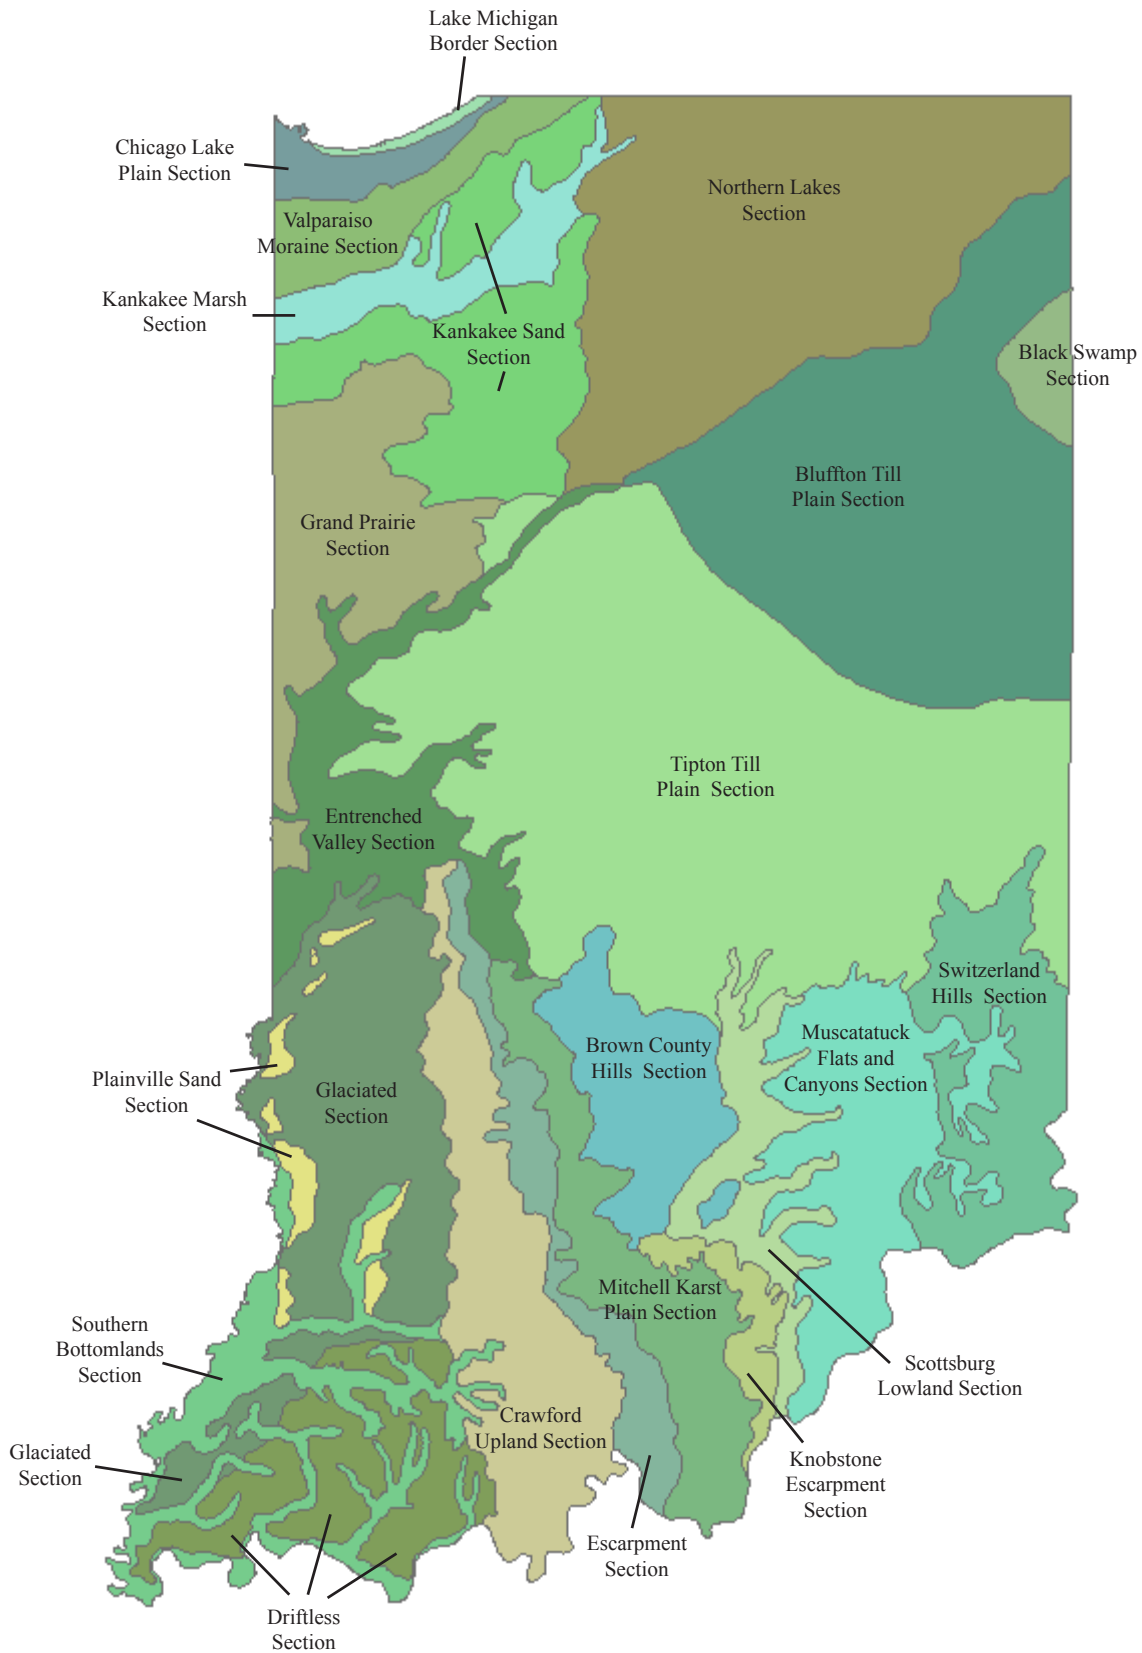 Lake Michigan
Border Section
Chicago Lake
Plain Section
Northern Lakes
Section
Valparaiso
Moraine Section
Kankakee Marsh
Section
Kankakee Sand
Section
Black Swamp
Section
Bluffton Till
Plain Section
Grand Prairie
Section
Tipton Till
Plain Section
Entrenched
Valley Section
Switzerland
Hills Section
Muscatatuck
Flats and
Canyons Section
Brown County
Hills Section
Plainville Sand
Section
Glaciated
Section
Mitchell Karst
Plain Section
Southern
Bottomlands
Section
Scottsburg
Lowland Section
Crawford
Upland Section
Glaciated
Section
Knobstone
Escarpment
Section
Escarpment
Section
Driftless
Section